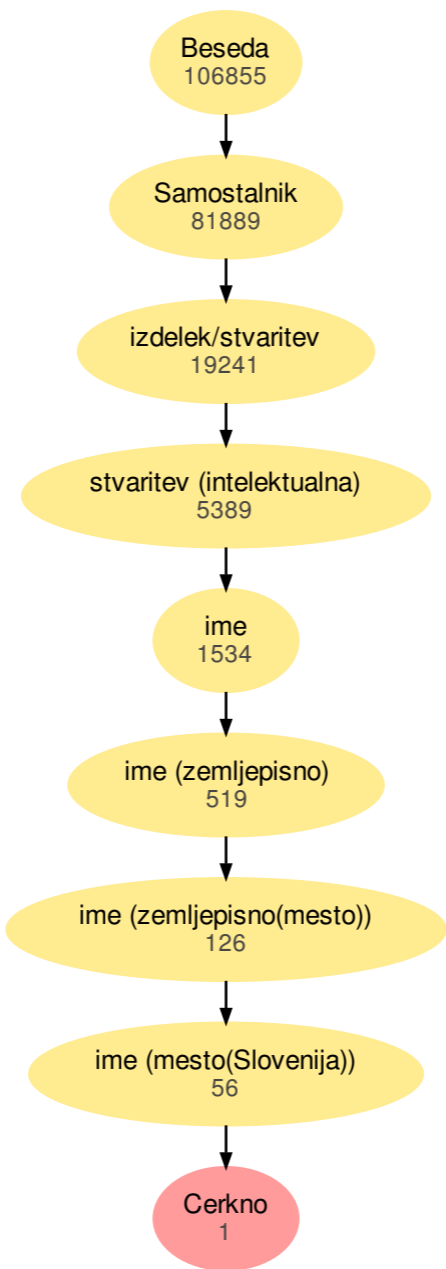 Beseda
106855
Samostalnik
81889
izdelek/stvaritev
19241
stvaritev (intelektualna)
5389
ime
1534
ime (zemljepisno)
519
ime (zemljepisno(mesto))
126
ime (mesto(Slovenija))
56
Cerkno
1